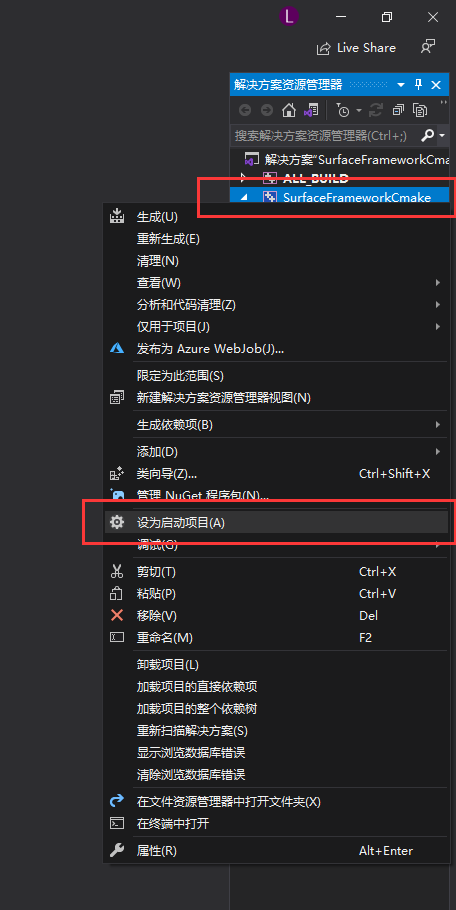 L
Live Share
解决方案资源管理器
搜索解决方案资源管理器(Ctrl+;)
解决方案"SurfaceFrameworkCma
ALL_BUILD
SurfaceFrameworkCmake
生成(U)
重新生成(E)
清理(N)
查看(W)
分析和代码清理(Z)
仅用于项目(J)
发布为 Azure WebJob(J)...
限定为此范围(S)
新建解决方案资源管理器视图(N)
生成依赖项(B)
添加(D)
类向导(Z)... Ctrl+Shift+X
管理 NuGet 程序包(N)...
设为启动项目(A)
调试(G)
剪切(T) Ctrl+X
粘贴(P) Ctrl+V
移除(V) Del
重命名(M) F2
卸载项目(L)
加载项目的直接依赖项
加载项目的整个依赖树
重新扫描解决方案(S)
显示浏览数据库错误
清除浏览数据库错误
在文件资源管理器中打开文件夹(X)
在终端中打开
属性(R) Alt+Enter